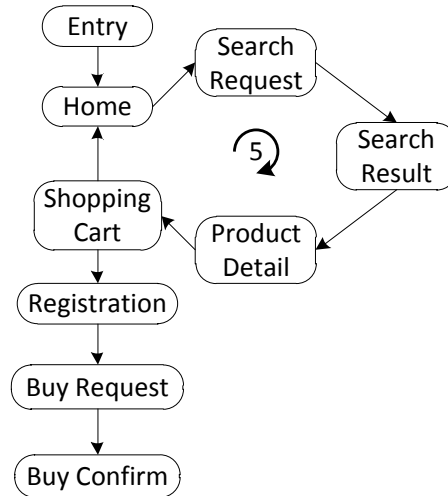 Entry
Home
Search
Request
Search
Result
5
Shopping
Cart
Product
Detail
Registration
Buy Request
Buy Confirm